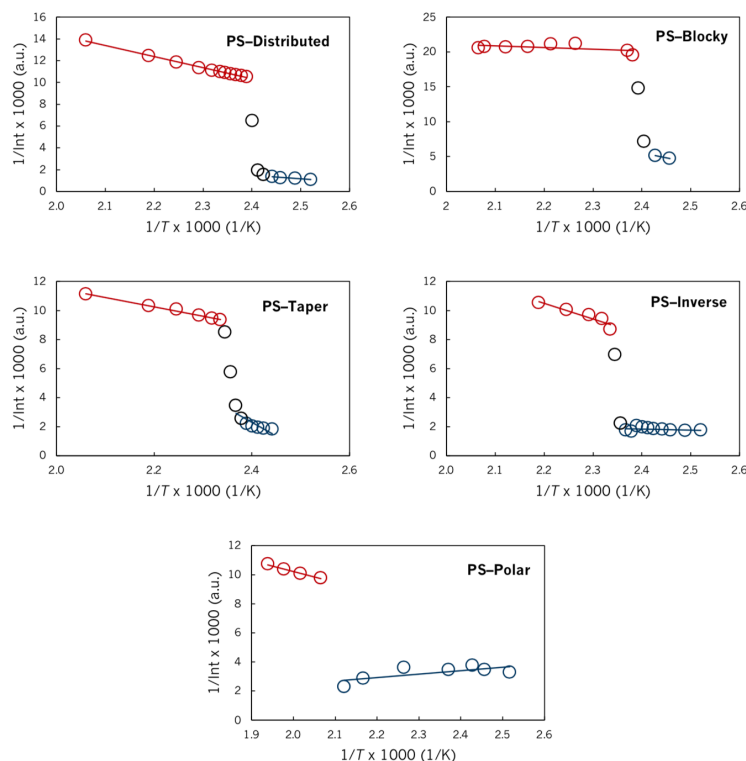 PS–Distributed
1/Int x 1000 (a.u.)
16
14
12
10
8
6
4
2
0
2.0 2.1 2.2 2.3 2.4 2.5 2.6
1/T x 1000 (1/K)
PS–Blocky
1/Int x 1000 (a.u.)
25
20
15
10
5
0
2 2.1 2.2 2.3 2.4 2.5 2.6
1/T x 1000 (1/K)
PS–Taper
1/Int x 1000 (a.u.)
12
10
8
6
4
2
0
2.0 2.1 2.2 2.3 2.4 2.5 2.6
1/T x 1000 (1/K)
PS–Inverse
1/Int x 1000 (a.u.)
12
10
8
6
4
2
0
2.0 2.1 2.2 2.3 2.4 2.5 2.6
1/T x 1000 (1/K)
PS–Polar
1/Int x 1000 (a.u.)
12
10
8
6
4
2
0
1.9 2.0 2.1 2.2 2.3 2.4 2.5 2.6
1/T x 1000 (1/K)